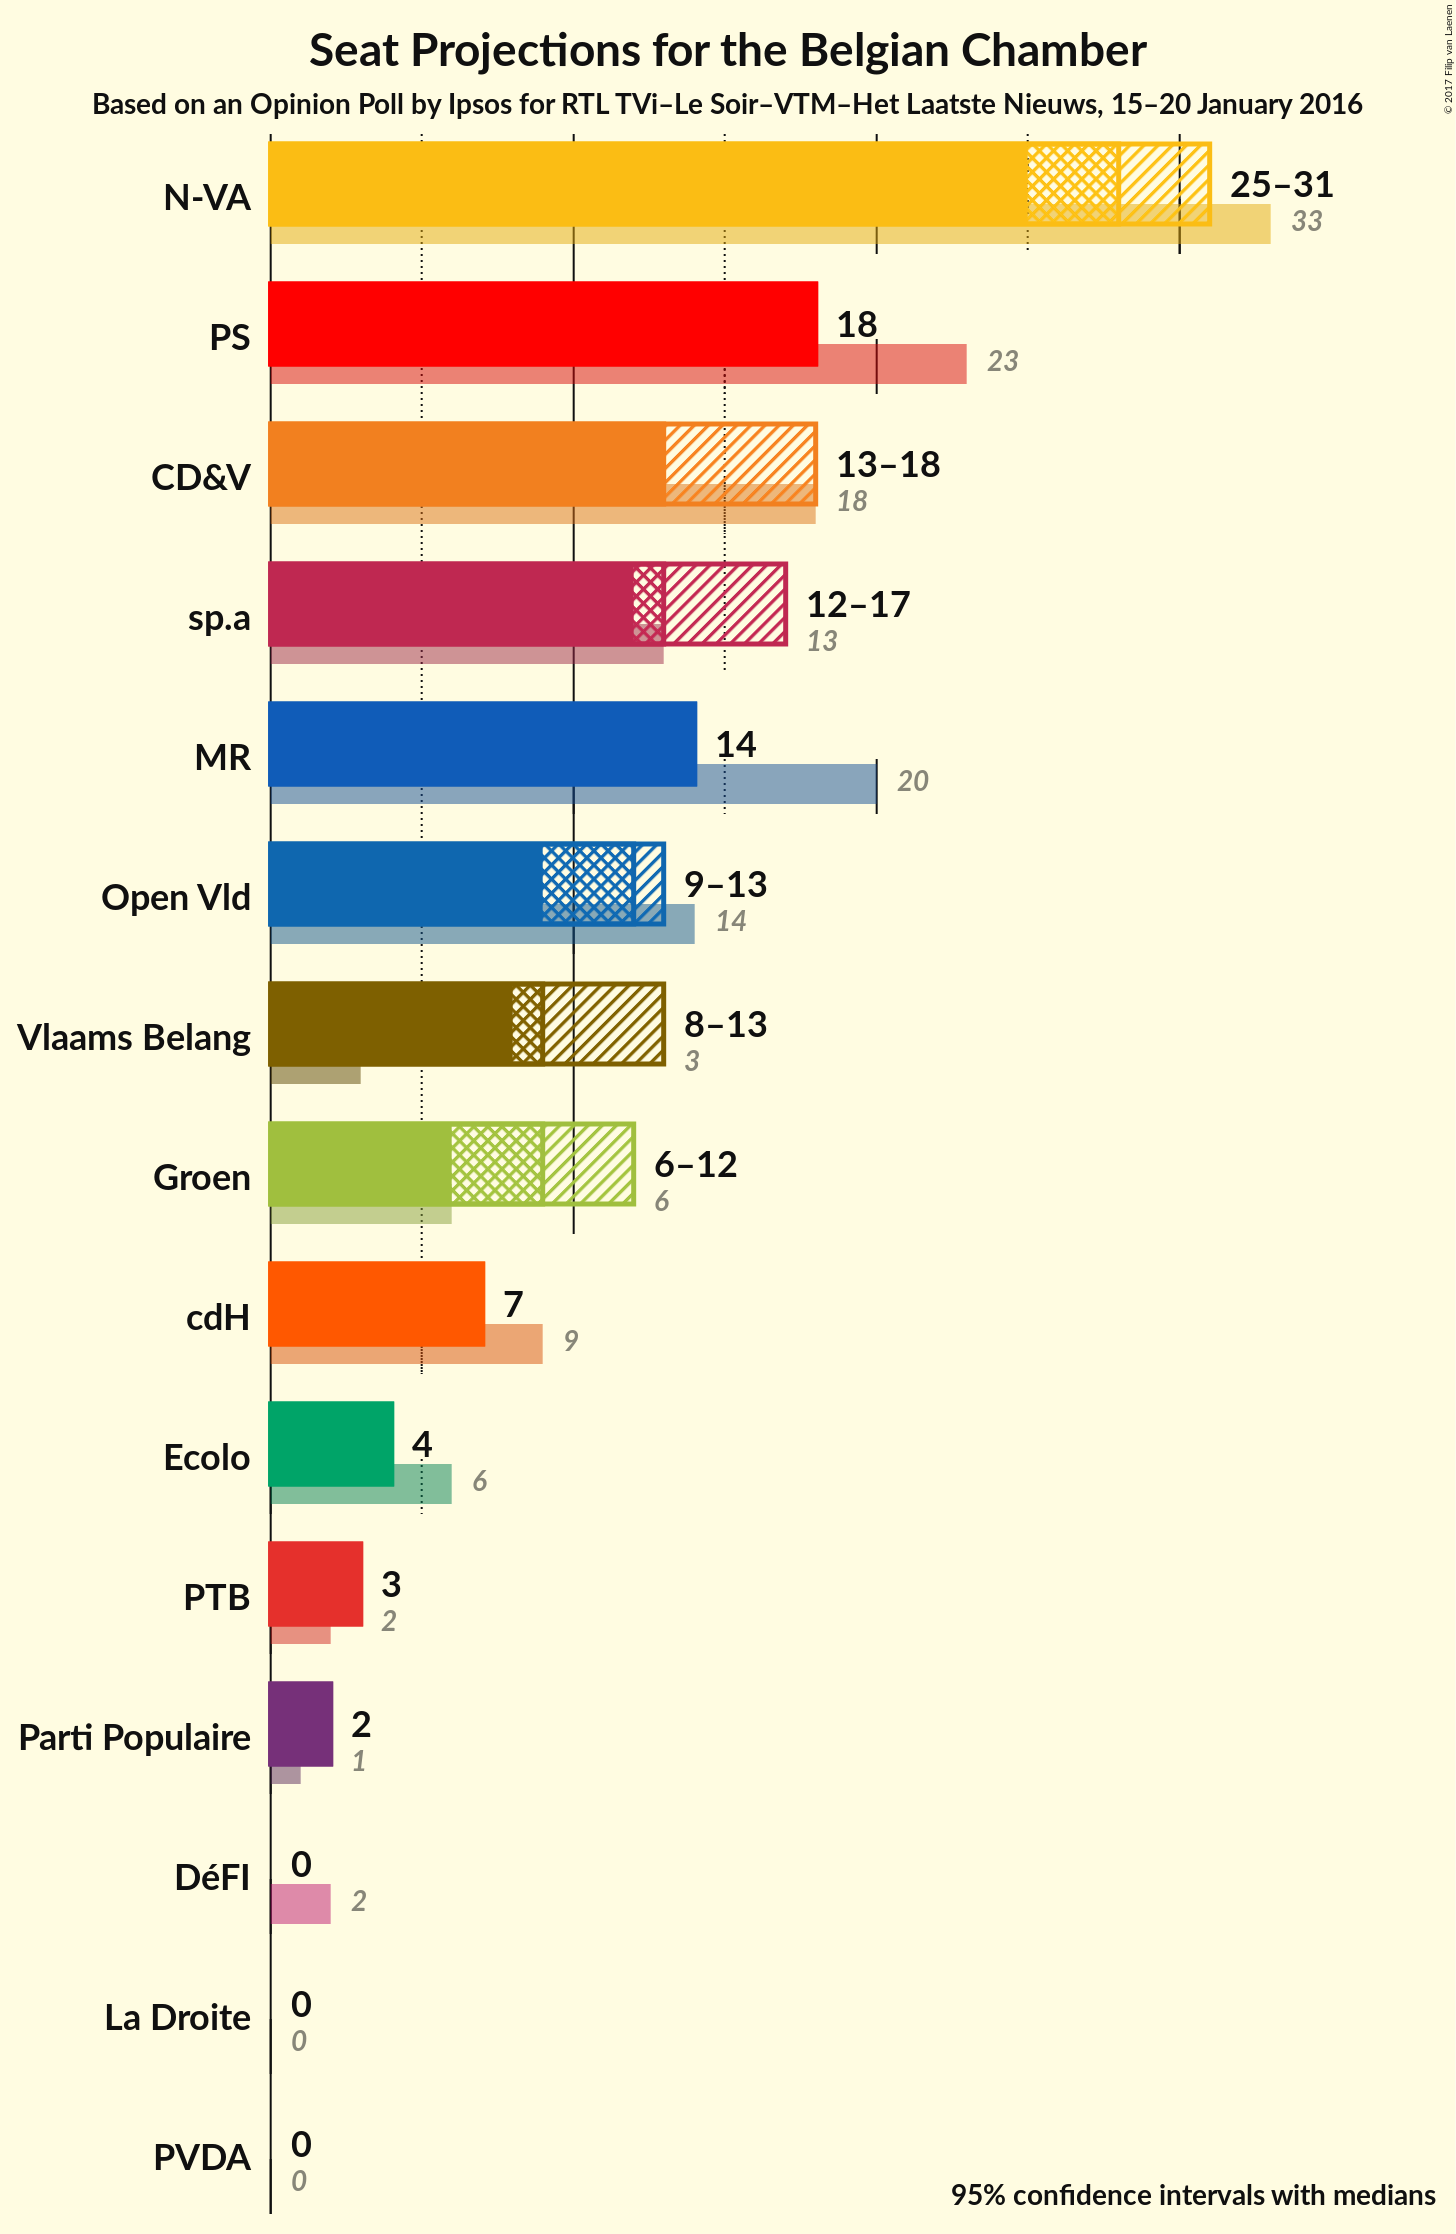 Seat Projections for the Belgian Chamber
Based on an Opinion Poll by Ipsos for RTL TVi–Le Soir–VTM–Het Laatste Nieuws, 15–20 January 2016
© 2017 Filip van Laenen
N-VA
25–31
33
PS
18
23
CD&V
13–18
18
sp.a
12–17
13
MR
14
20
Open Vld
9–13
14
Vlaams Belang
8–13
3
Groen
6–12
6
cdH
7
9
Ecolo
4
6
PTB
3
2
Parti Populaire
2
1
DéFI
0
2
La Droite
0
0
PVDA
0
0
95% confidence intervals with medians